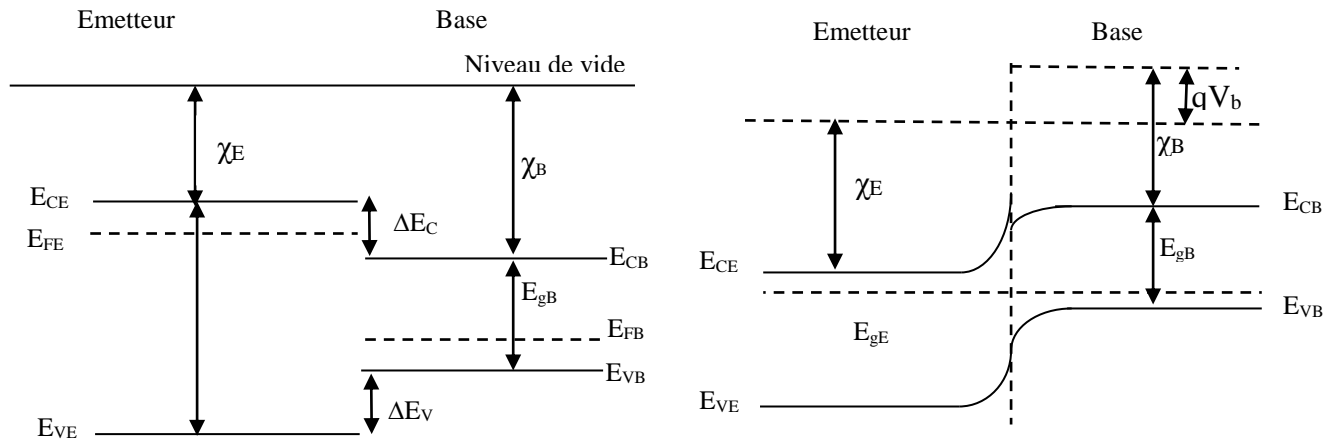 Emetteur Base
Niveau de vide
χE χB
ECE
ΔEC
EFE
ECB
EgB
EFB
EVB
ΔEV
EVE
Emetteur Base
qVb
χB
χE
ECB
EgB
ECE
EVB
EgE
EVE